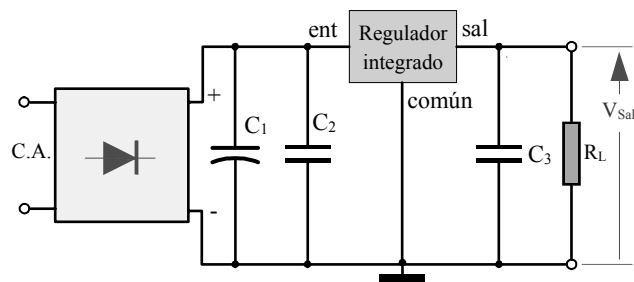 ent
Regulador
integrado
sal
común
C.A.
+
-
C₁
C₂
C₃
R_L
V_Sal